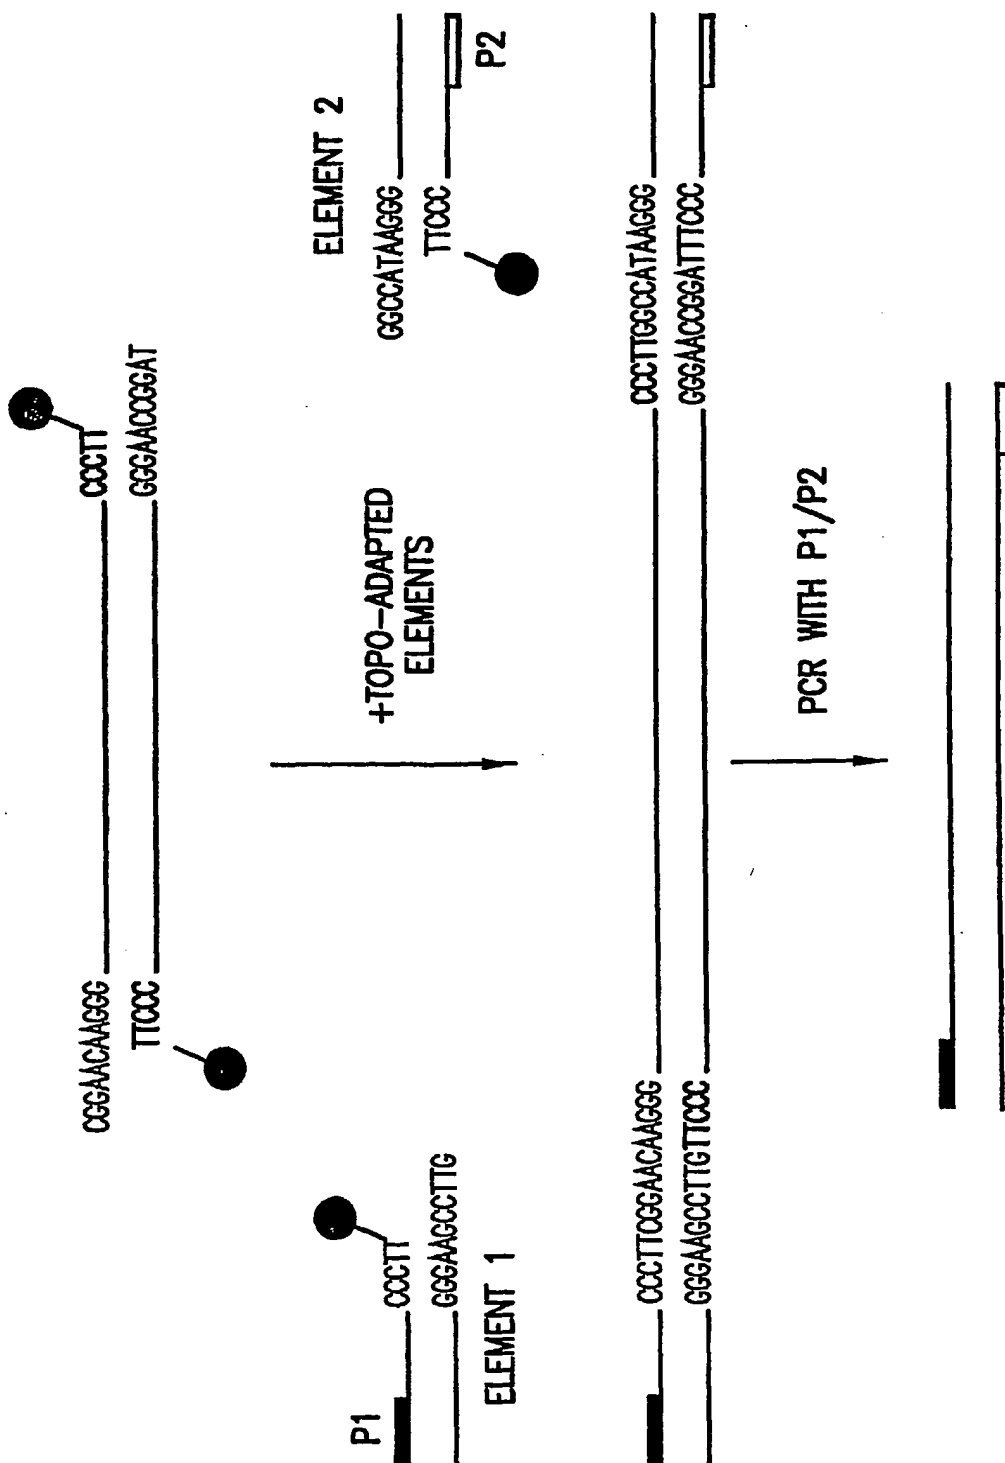 CGGAACAAGGG
CCCTT
TTCCC
GGGAACCGGAT
+TOPO-ADAPTED
ELEMENTS
P1
CCCTT
GGGAAGCCTTG
ELEMENT 1
ELEMENT 2
GGCCATAAGGG
TTCCC
P2
CCCTTCGGAACAAGGG
CCCTTGGCCATAAGGG
GGGAAGCCTTGTTCCC
GGGAACCGGATTTCCC
PCR WITH P1/P2